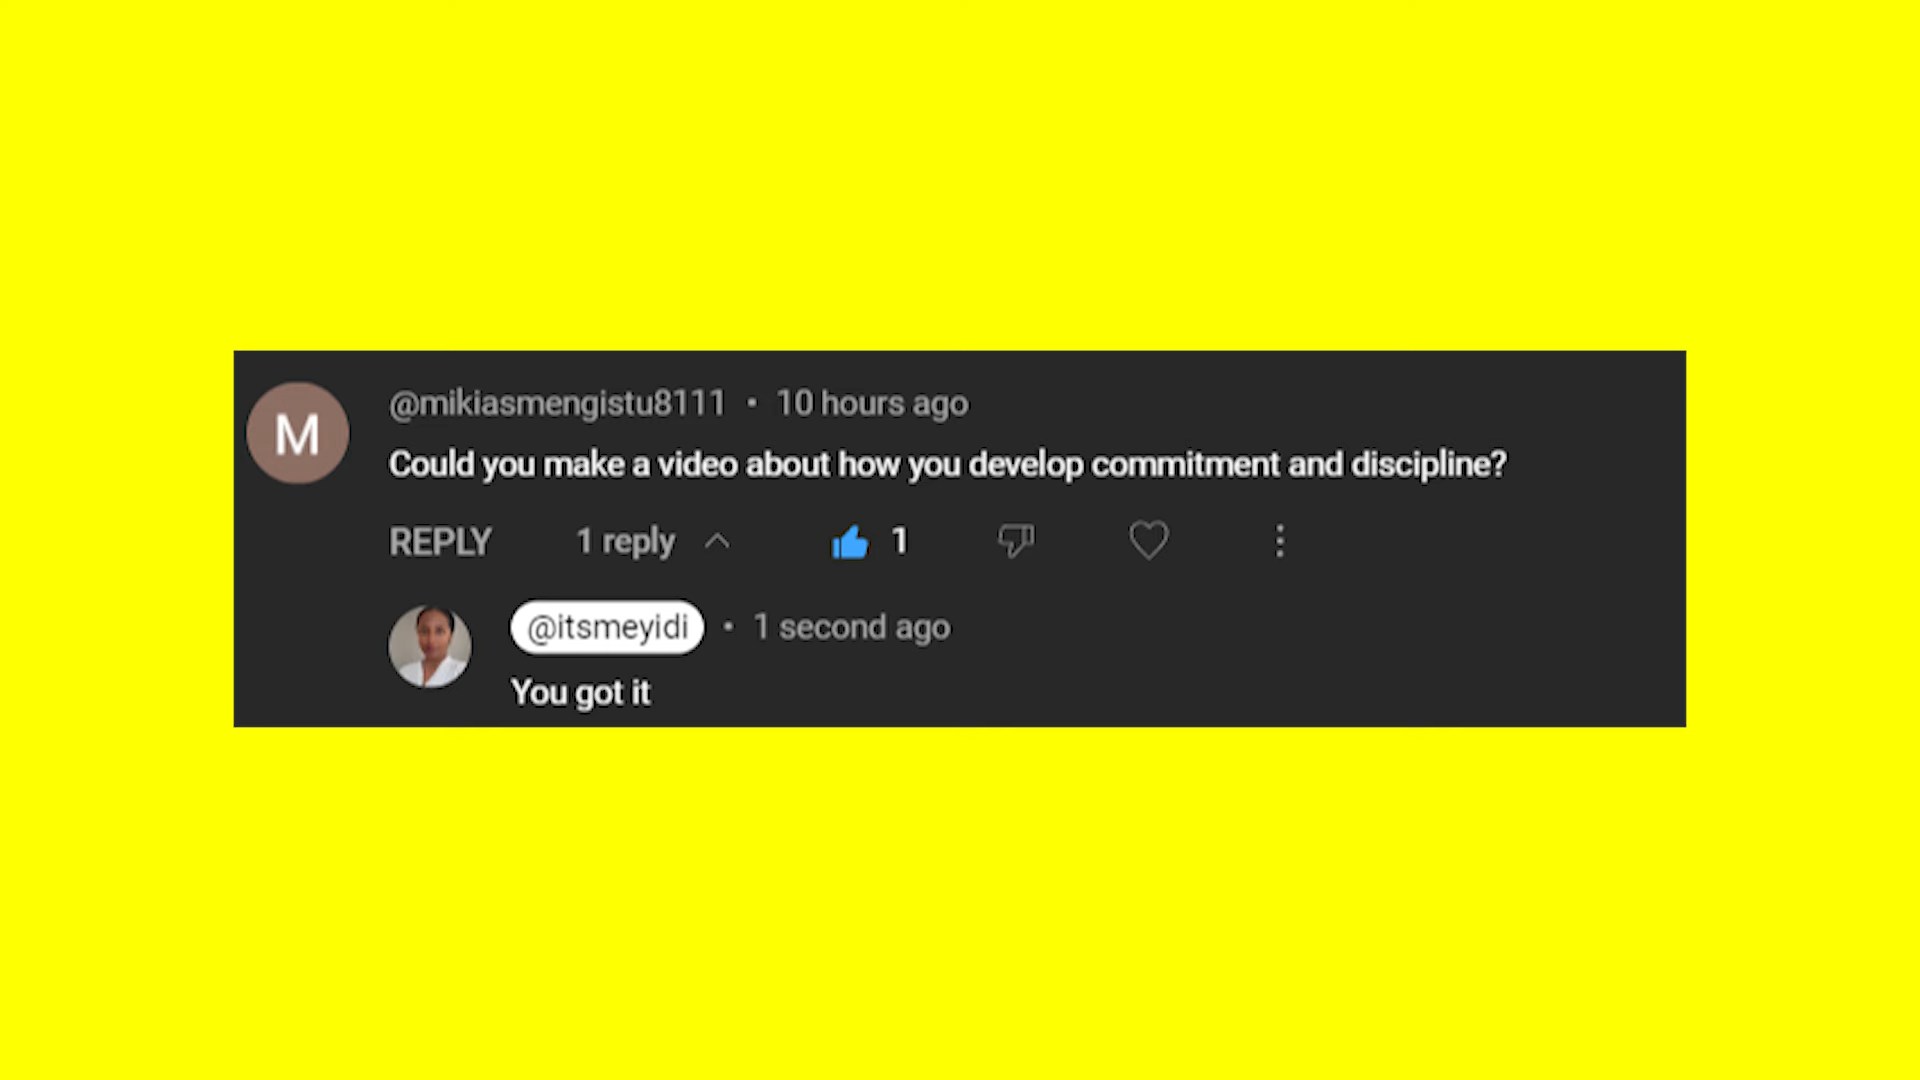 M
@mikiasmengistu8111 • 10 hours ago
Could you make a video about how you develop commitment and discipline?
REPLY 1 reply 1
@itsmeyidi • 1 second ago
You got it